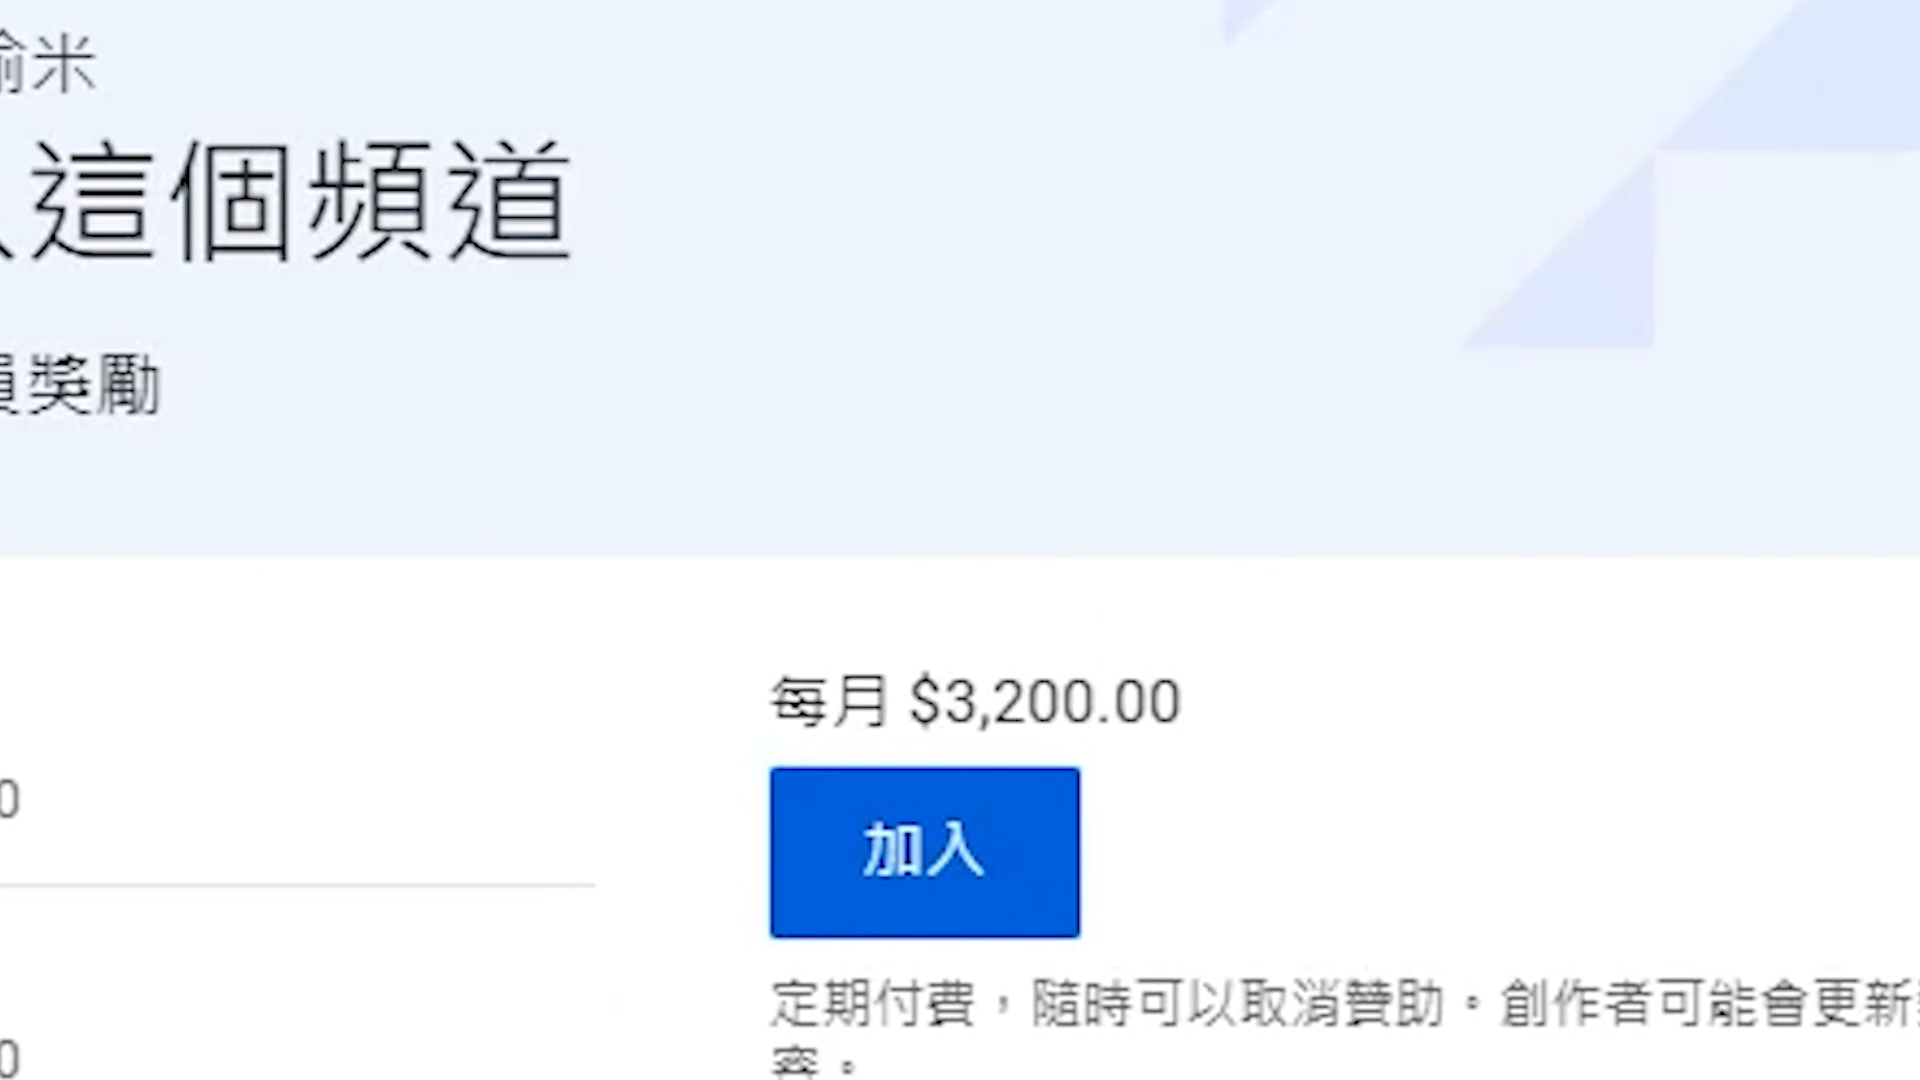 米
這個頻道
獎勵
每月 $3,200.00
0
加入
定期付費，隨時可以取消贊助。創作者可能會更新
容。
0